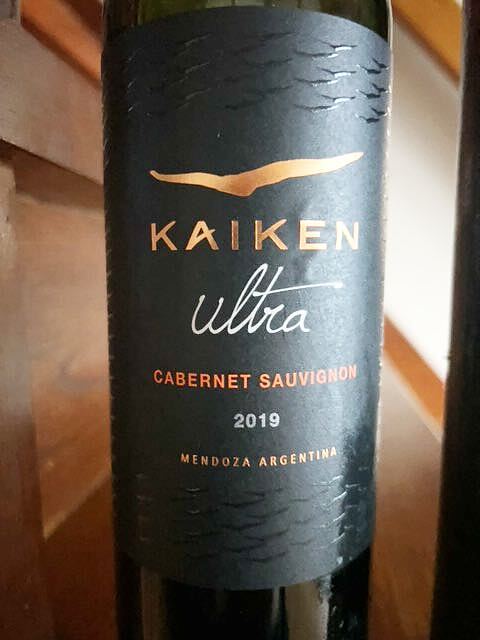 KAIKEN
ultra
CABERNET SAUVIGNON
2019
MENDOZA ARGENTINA